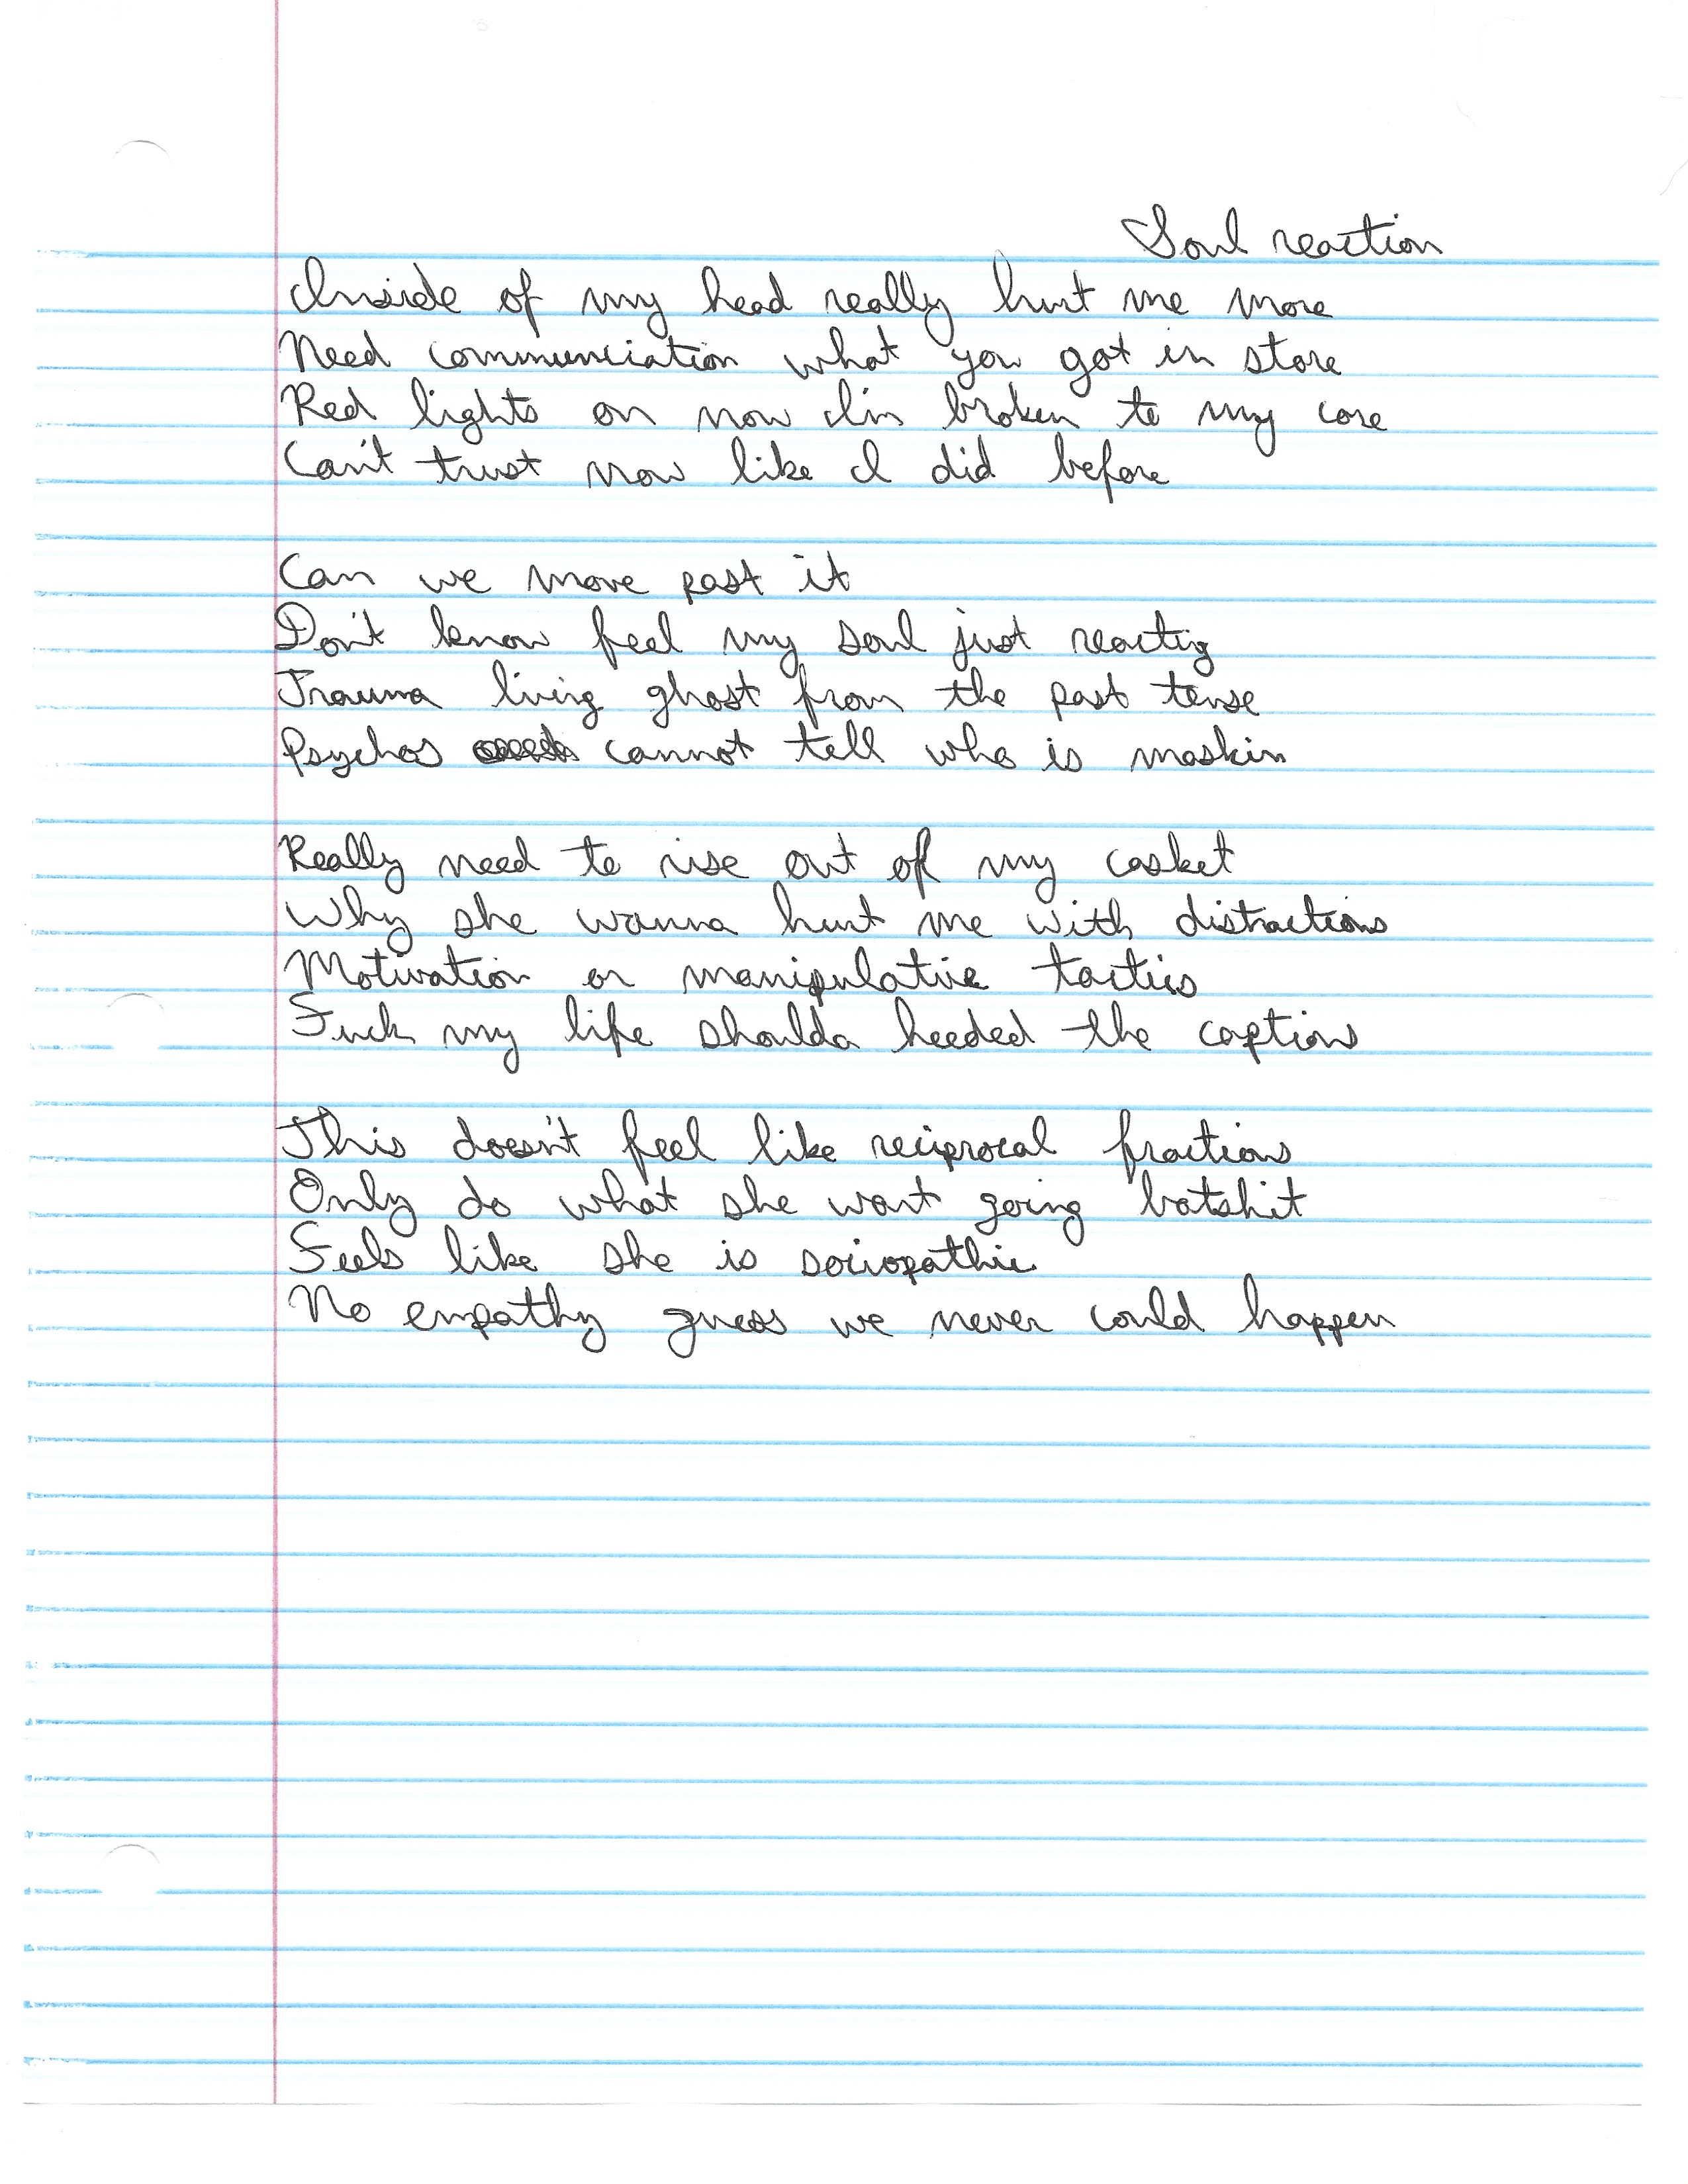 Soul reaction
Inside of my head really hurt me more
Need communciation what you got in store
Red lights on now I'm broken to my core
Can't trust now like I did before
Can we move past it
Don't know feel my soul just reactig
Trauma living ghost from the past tense
Psychos cannot tell who is maskin
Really need to rise out of my casket
Why she wanna hurt me with distractions
Motivation or manipulative tactics
Fuck my life shoulda heeded the captions
This doesn't feel like reciprocal fractions
Only do what she want going batshit
Feels like she is sociopathic
No empathy guess we never could happen